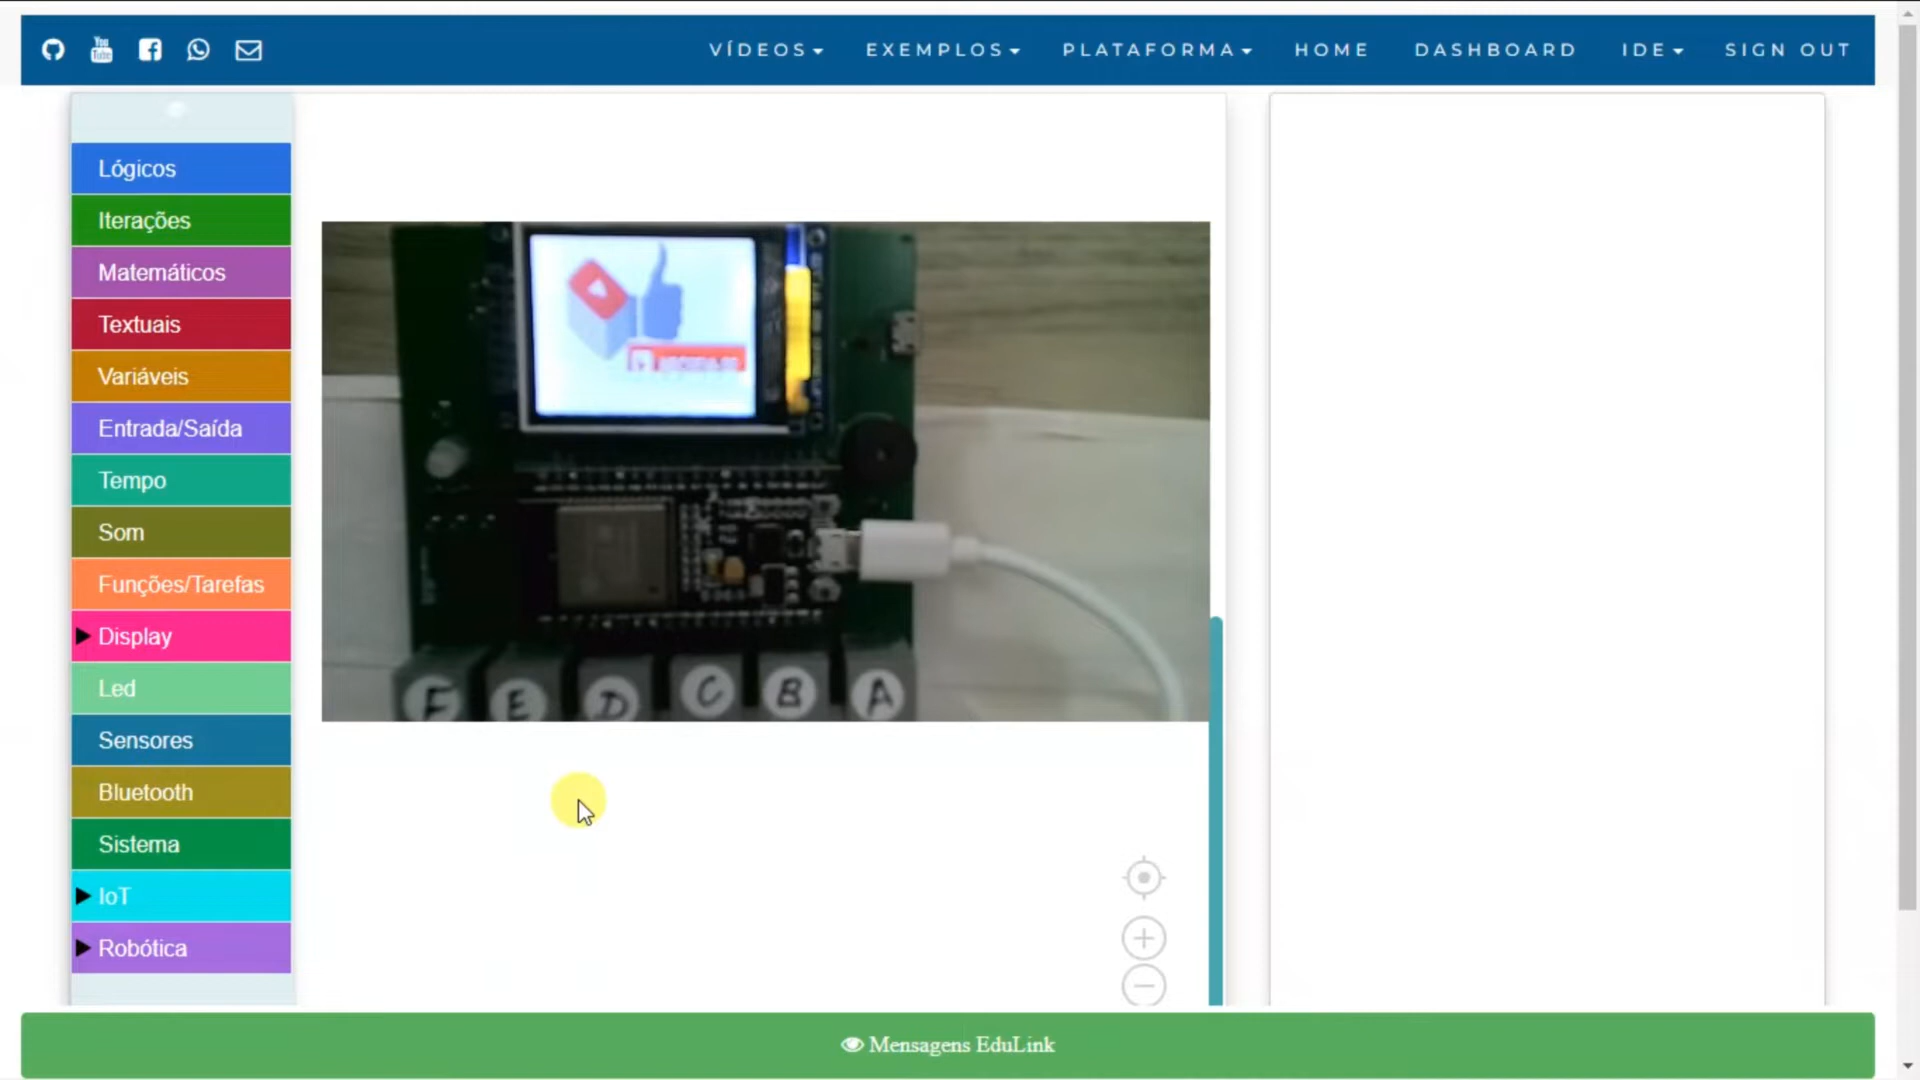 VÍDEOS
EXEMPLOS
PLATAFORMA
HOME
DASHBOARD
IDE
SIGN OUT
Lógicos
Iterações
Matemáticos
Textuais
Variáveis
Entrada/Saída
Tempo
Som
Funções/Tarefas
Display
Led
Sensores
Bluetooth
Sistema
IoT
Robótica
F E D C B A
Mensagens EduLink